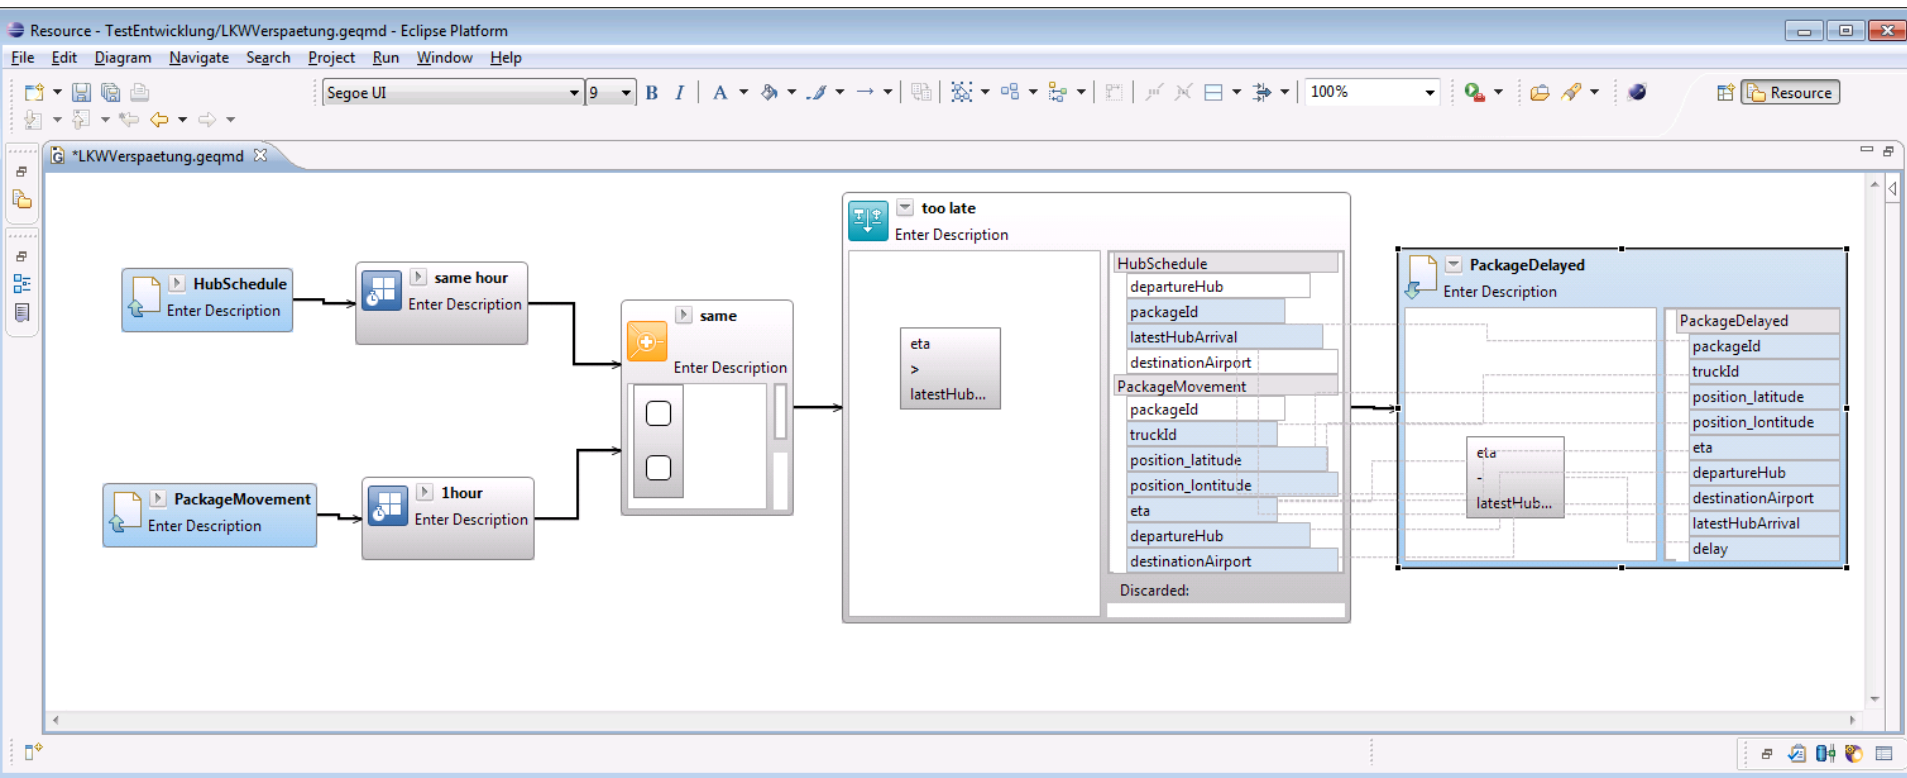 Resource - TestEntwicklung/LKWVerspaetung.geqmd - Eclipse Platform
File Edit Diagram Navigate Search Project Run Window Help
Segoe UI 9 B I A 100% Resource
*LKWVerspaetung.geqmd
HubSchedule
Enter Description
same hour
Enter Description
PackageMovement
Enter Description
1hour
Enter Description
same
Enter Description
too late
Enter Description
eta
>
latestHub...
HubSchedule
departureHub
packageId
latestHubArrival
destinationAirport
PackageMovement
packageId
truckId
position_latitude
position_lontitude
eta
departureHub
destinationAirport
Discarded:
PackageDelayed
Enter Description
eta
-
latestHub...
PackageDelayed
packageId
truckId
position_latitude
position_lontitude
eta
departureHub
destinationAirport
latestHubArrival
delay